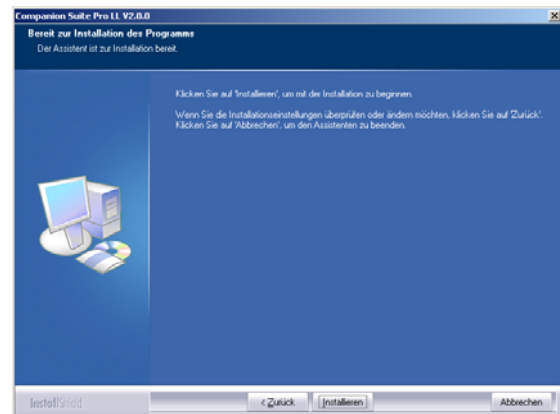 Companion Suite Pro LL V2.0.0
Bereit zur Installation des Programms
Der Assistent ist zur Installation bereit.
Klicken Sie auf 'Installieren', um mit der Installation zu beginnen.
Wenn Sie die Installationseinstellungen überprüfen oder ändern möchten, klicken Sie auf 'Zurück'.
Klicken Sie auf 'Abbrechen', um den Assistenten zu beenden.
InstallShield
< Zurück
Installieren
Abbrechen